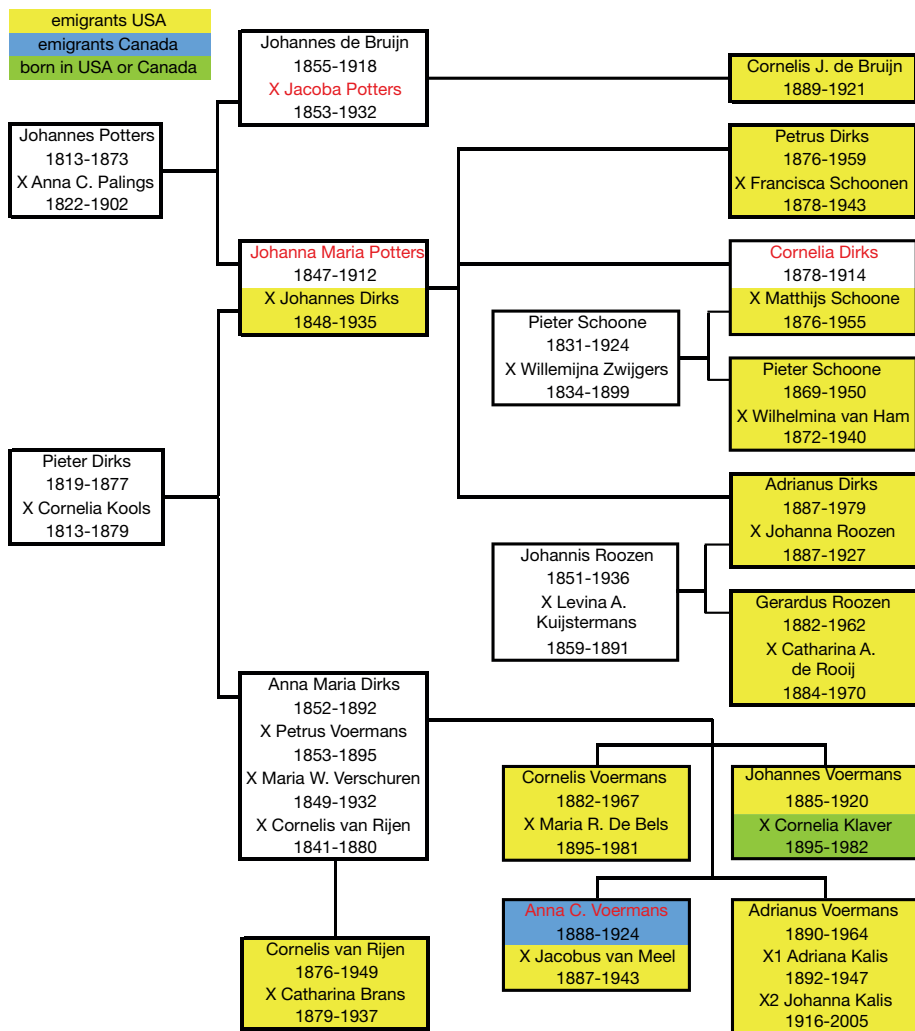 emigrants USA
emigrants Canada
born in USA or Canada
Johannes de Bruijn
1855-1918
X Jacoba Potters
1853-1932
Cornelis J. de Bruijn
1889-1921
Johannes Potters
1813-1873
X Anna C. Palings
1822-1902
Petrus Dirks
1876-1959
X Francisca Schoonen
1878-1943
Johanna Maria Potters
1847-1912
X Johannes Dirks
1848-1935
Cornelia Dirks
1878-1914
X Matthijs Schoone
1876-1955
Pieter Schoone
1831-1924
X Willemijna Zwijgers
1834-1899
Pieter Schoone
1869-1950
X Wilhelmina van Ham
1872-1940
Pieter Dirks
1819-1877
X Cornelia Kools
1813-1879
Adrianus Dirks
1887-1979
X Johanna Roozen
1887-1927
Johannis Roozen
1851-1936
X Levina A.
Kuijstermans
1859-1891
Gerardus Roozen
1882-1962
X Catharina A.
de Rooij
1884-1970
Anna Maria Dirks
1852-1892
X Petrus Voermans
1853-1895
X Maria W. Verschuren
1849-1932
X Cornelis van Rijen
1841-1880
Cornelis Voermans
1882-1967
X Maria R. De Bels
1895-1981
Johannes Voermans
1885-1920
X Cornelia Klaver
1895-1982
Anna C. Voermans
1888-1924
X Jacobus van Meel
1887-1943
Adrianus Voermans
1890-1964
X1 Adriana Kalis
1892-1947
X2 Johanna Kalis
1916-2005
Cornelis van Rijen
1876-1949
X Catharina Brans
1879-1937